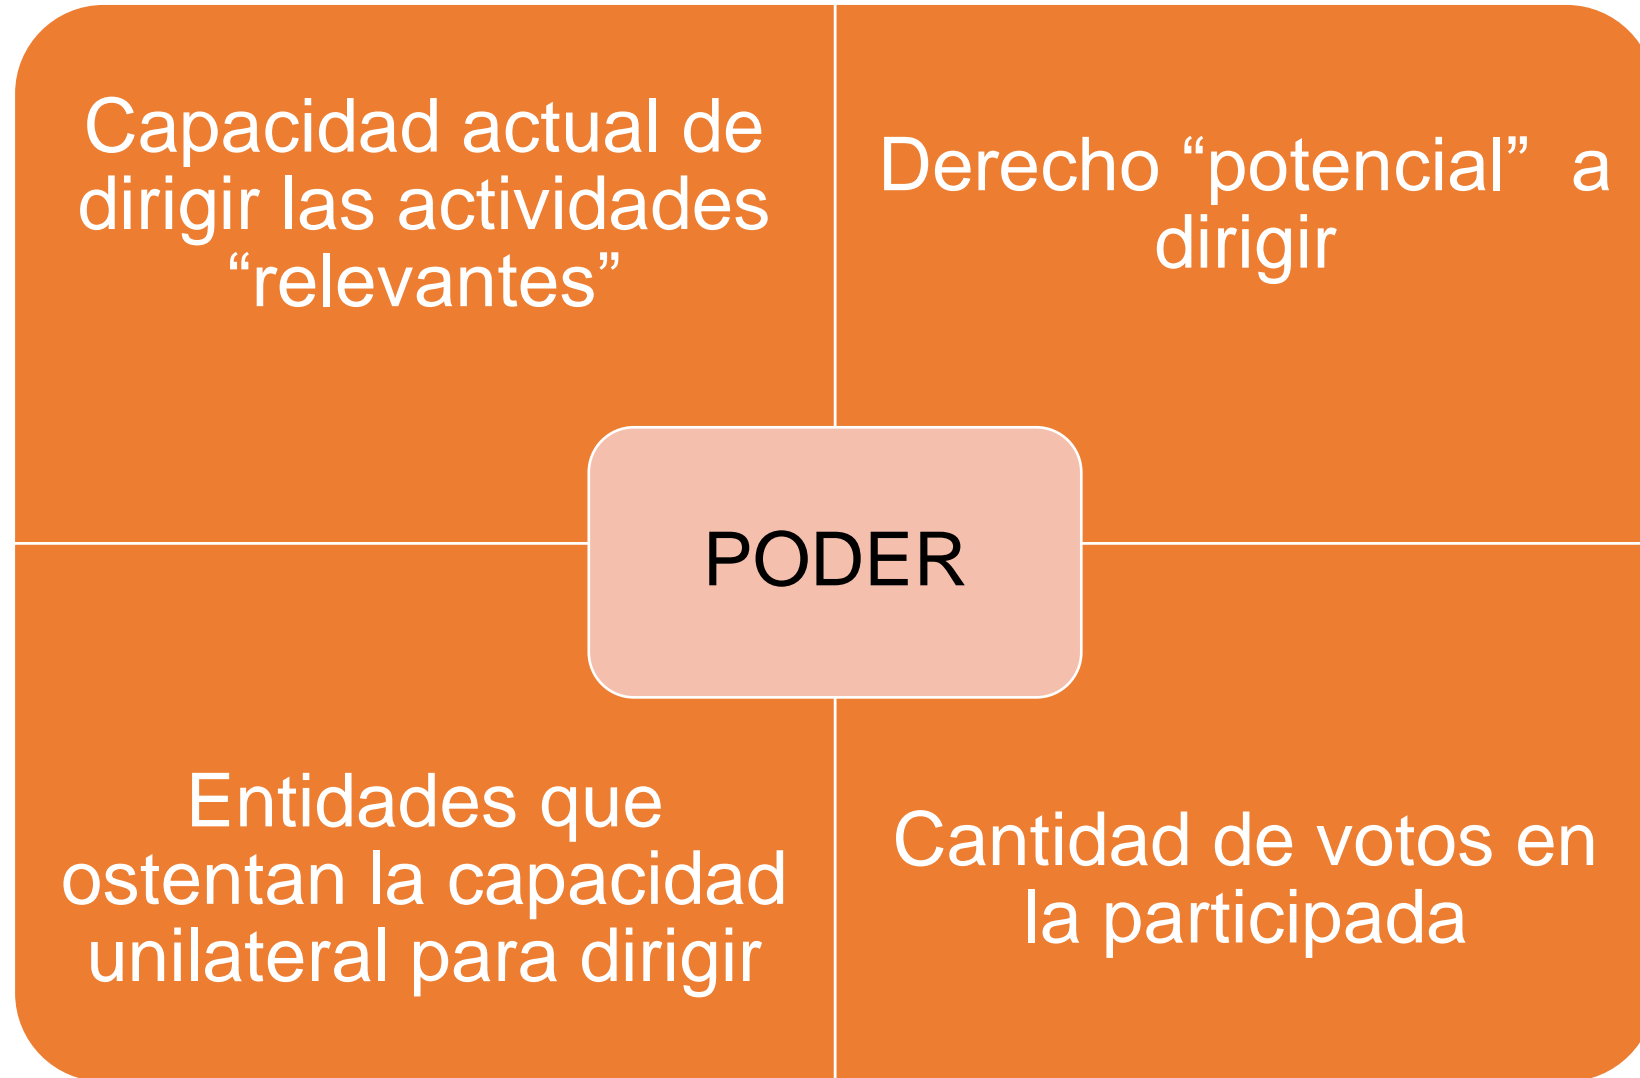 Capacidad actual de
dirigir las actividades
“relevantes”
Derecho “potencial”  a
dirigir
PODER
Entidades que
ostentan la capacidad
unilateral para dirigir
Cantidad de votos en
la participada